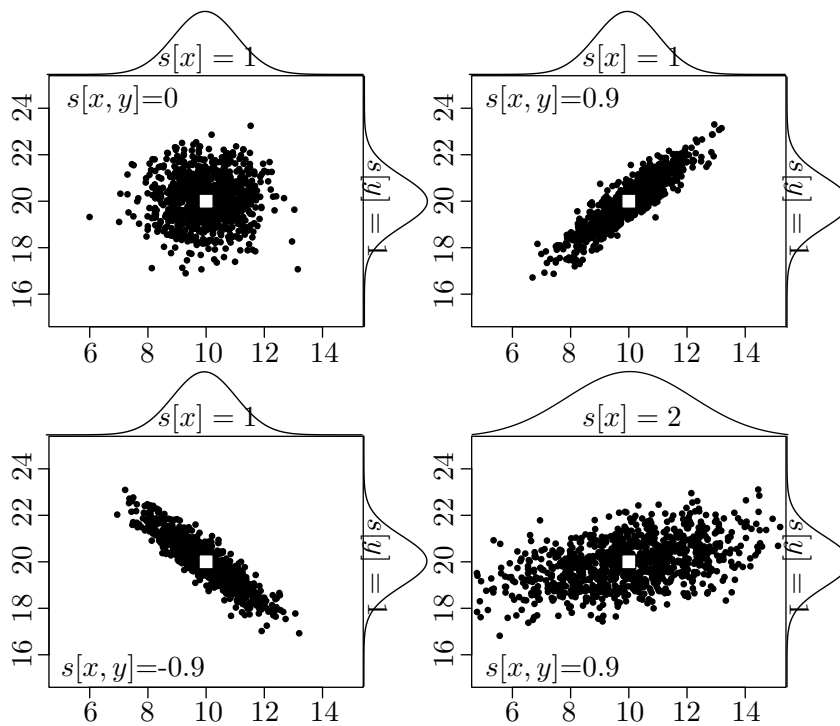 s[x] = 1
s[x, y]=0
24
22
20
18
16
s[y] = 1
6 8 10 12 14
s[x] = 1
s[x, y]=0.9
24
22
20
18
16
s[y] = 1
6 8 10 12 14
s[x] = 1
24
22
20
18
16
s[y] = 1
s[x, y]=-0.9
6 8 10 12 14
s[x] = 2
24
22
20
18
16
s[y] = 1
s[x, y]=0.9
6 8 10 12 14